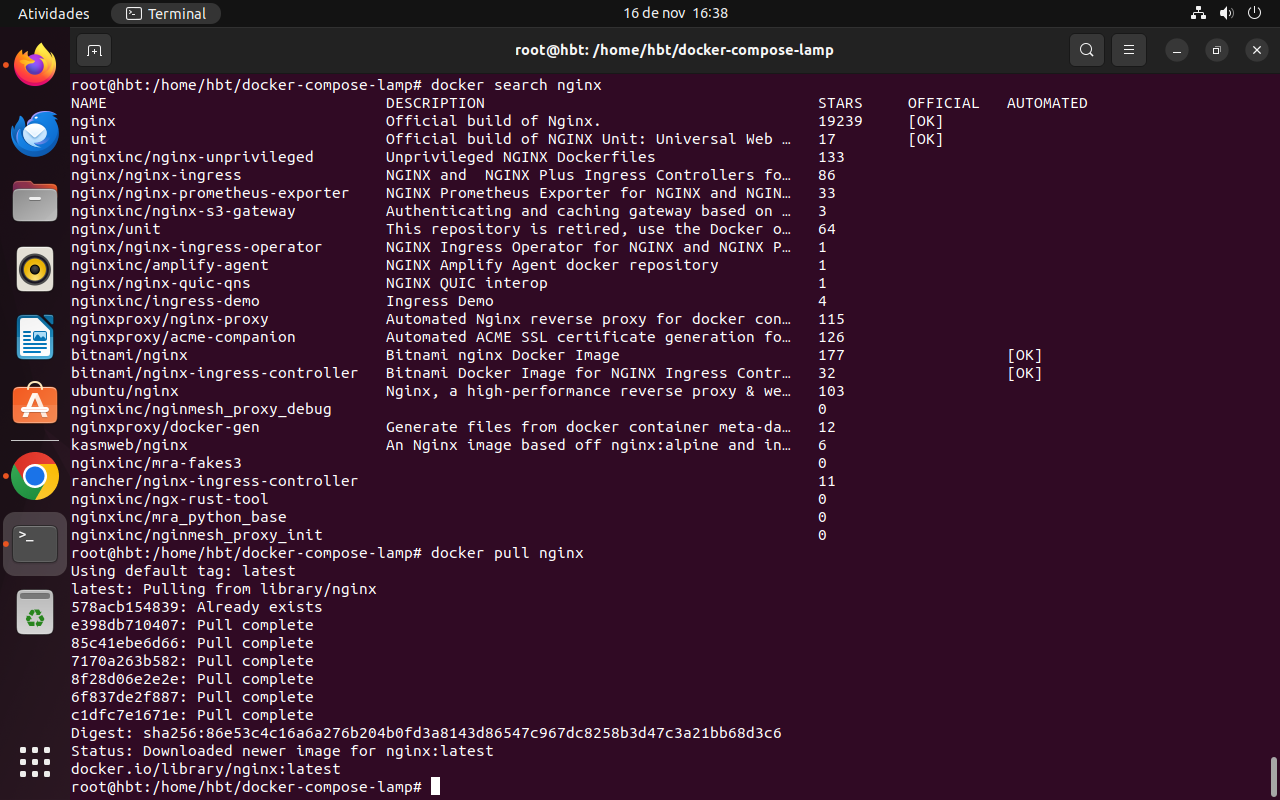 Atividades Terminal 16 de nov 16:38
root@hbt: /home/hbt/docker-compose-lamp
root@hbt:/home/hbt/docker-compose-lamp# docker search nginx
NAME DESCRIPTION STARS OFFICIAL AUTOMATED
nginx Official build of Nginx. 19239 [OK]
unit Official build of NGINX Unit: Universal Web … 17 [OK]
nginxinc/nginx-unprivileged Unprivileged NGINX Dockerfiles 133
nginx/nginx-ingress NGINX and  NGINX Plus Ingress Controllers fo… 86
nginx/nginx-prometheus-exporter NGINX Prometheus Exporter for NGINX and NGIN… 33
nginxinc/nginx-s3-gateway Authenticating and caching gateway based on … 3
nginx/unit This repository is retired, use the Docker o… 64
nginx/nginx-ingress-operator NGINX Ingress Operator for NGINX and NGINX P… 1
nginxinc/amplify-agent NGINX Amplify Agent docker repository 1
nginx/nginx-quic-qns NGINX QUIC interop 1
nginxinc/ingress-demo Ingress Demo 4
nginxproxy/nginx-proxy Automated Nginx reverse proxy for docker con… 115
nginxproxy/acme-companion Automated ACME SSL certificate generation fo… 126
bitnami/nginx Bitnami nginx Docker Image 177 [OK]
bitnami/nginx-ingress-controller Bitnami Docker Image for NGINX Ingress Contr… 32 [OK]
ubuntu/nginx Nginx, a high-performance reverse proxy & we… 103
nginxinc/nginmesh_proxy_debug 0
nginxproxy/docker-gen Generate files from docker container meta-da… 12
kasmweb/nginx An Nginx image based off nginx:alpine and in… 6
nginxinc/mra-fakes3 0
rancher/nginx-ingress-controller 11
nginxinc/ngx-rust-tool 0
nginxinc/mra_python_base 0
nginxinc/nginmesh_proxy_init 0
root@hbt:/home/hbt/docker-compose-lamp# docker pull nginx
Using default tag: latest
latest: Pulling from library/nginx
578acb154839: Already exists
e398db710407: Pull complete
85c41ebe6d66: Pull complete
7170a263b582: Pull complete
8f28d06e2e2e: Pull complete
6f837de2f887: Pull complete
c1dfc7e1671e: Pull complete
Digest: sha256:86e53c4c16a6a276b204b0fd3a8143d86547c967dc8258b3d47c3a21bb68d3c6
Status: Downloaded newer image for nginx:latest
docker.io/library/nginx:latest
root@hbt:/home/hbt/docker-compose-lamp#